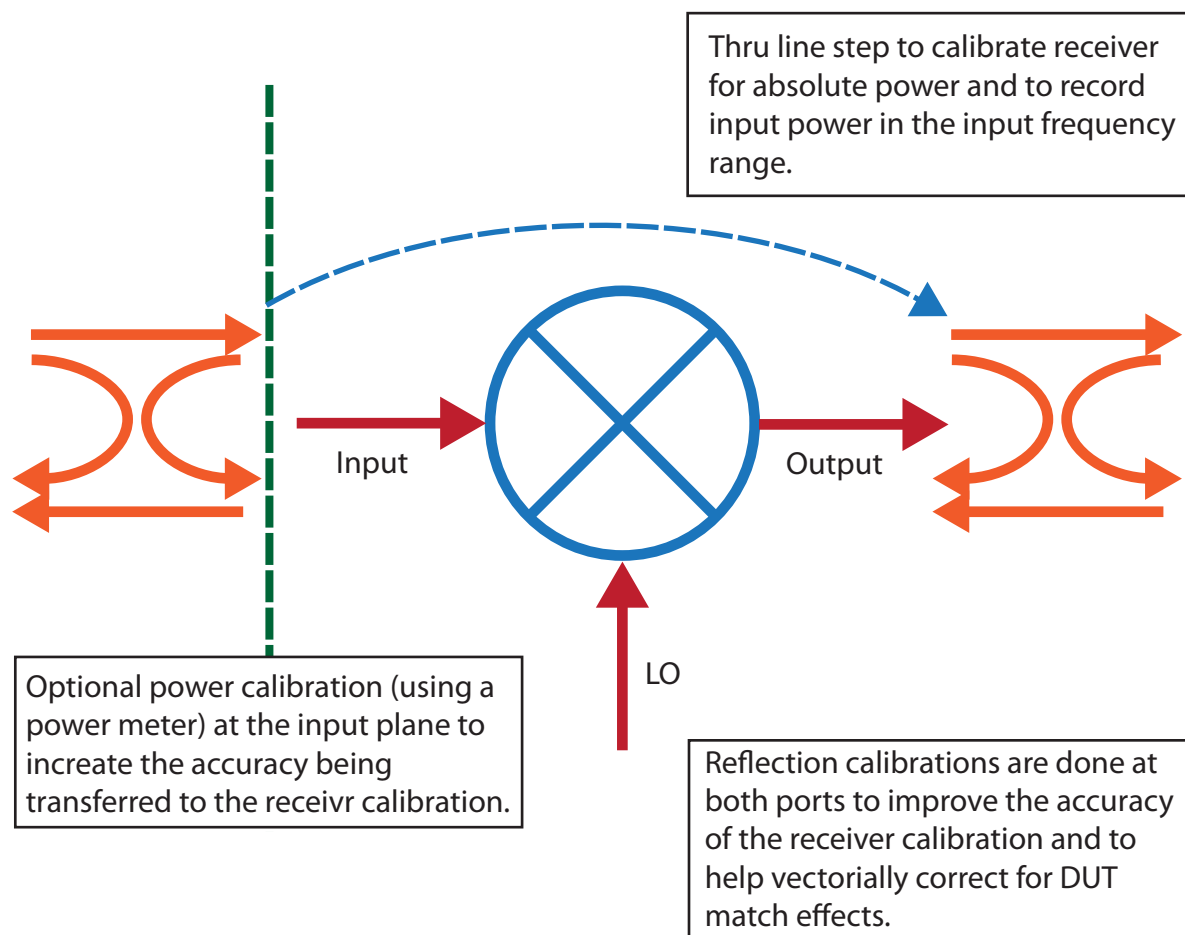 Thru line step to calibrate receiver
for absolute power and to record
input power in the input frequency
range.
Input
Output
LO
Optional power calibration (using a
power meter) at the input plane to
increate the accuracy being
transferred to the receivr calibration.
Reflection calibrations are done at
both ports to improve the accuracy
of the receiver calibration and to
help vectorially correct for DUT
match effects.